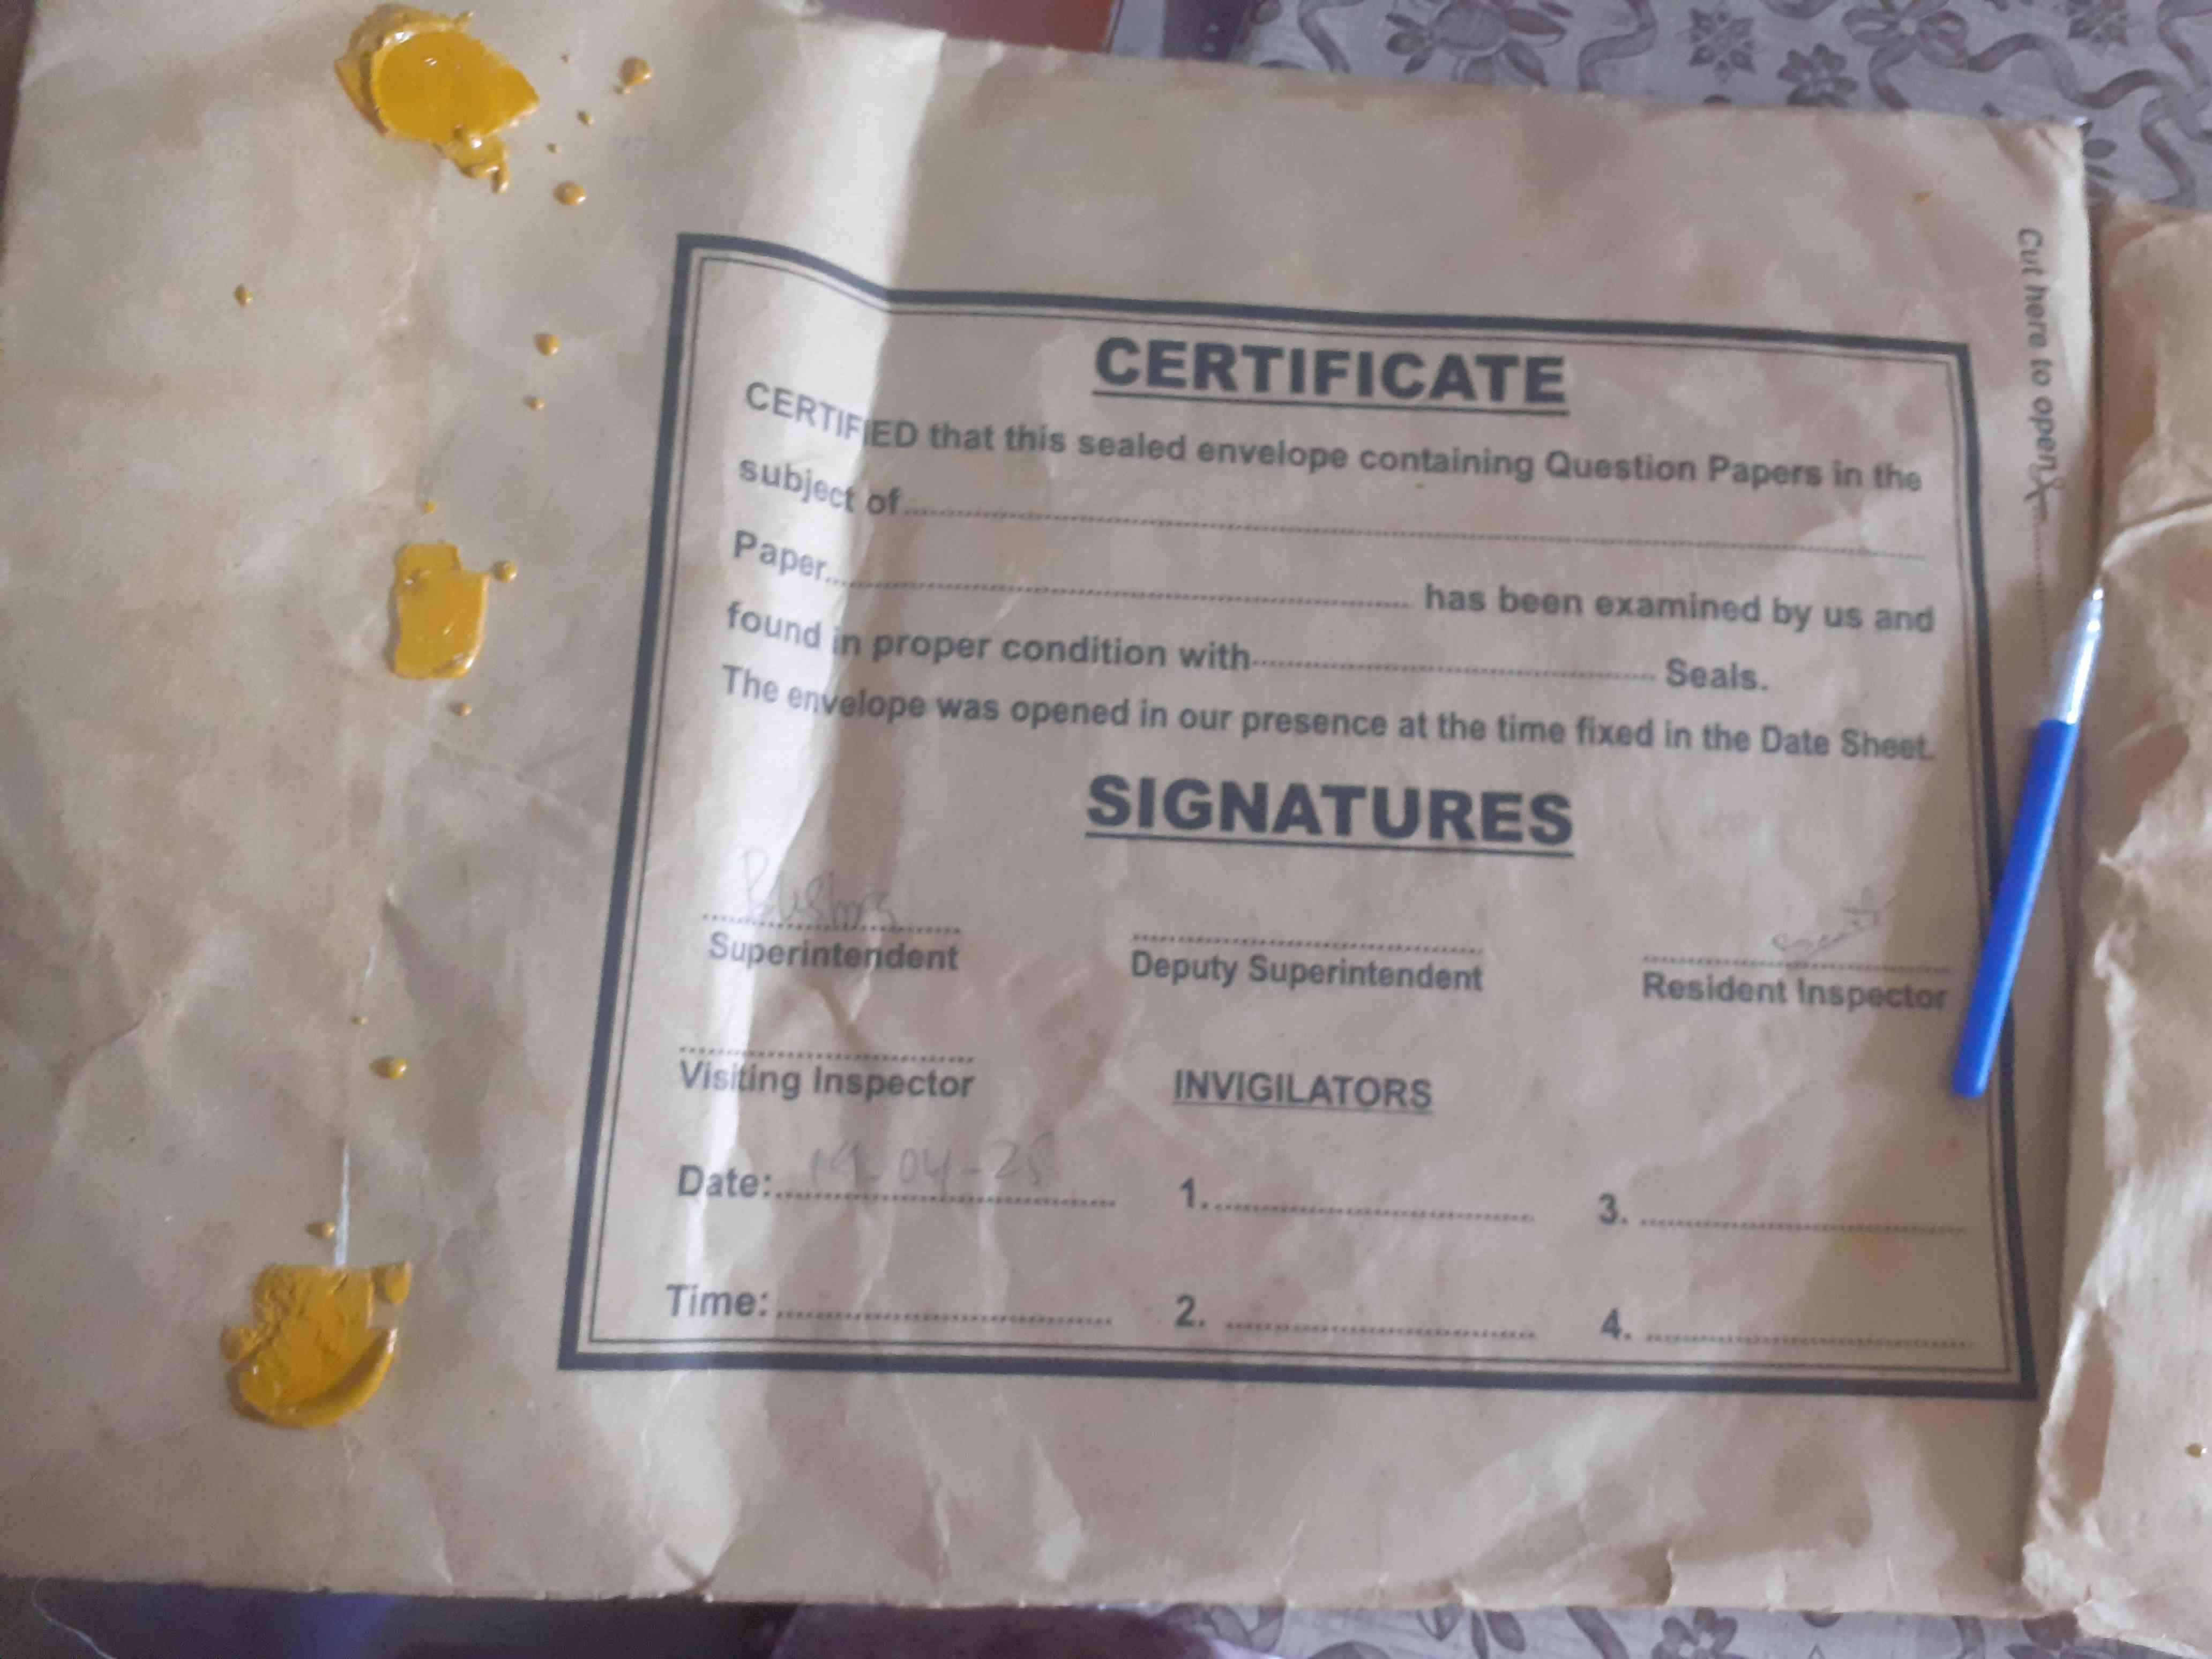 CERTIFICATE
CERTIFIED that this sealed envelope containing Question Papers in the
subject of
Paper has been examined by us and
found in proper condition with Seals.
The envelope was opened in our presence at the time fixed in the Date Sheet.
SIGNATURES
Superintendent
Deputy Superintendent
Resident Inspector
Visiting Inspector
INVIGILATORS
Date: 19-04-25
1.
3.
Time:
2.
4.
Cut here to open